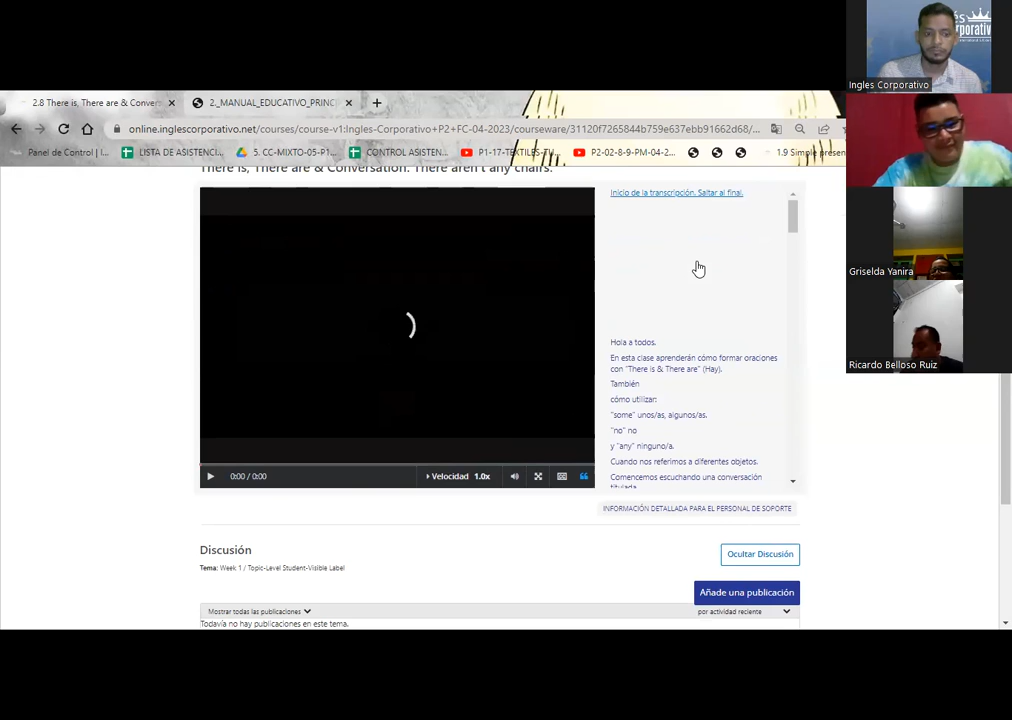 és
rporativ
Ingles Corporativo
Griselda Yanira
Ricardo Belloso Ruiz
2.8 There is, There are & Convers
2._MANUAL_EDUCATIVO_PRINC
online.inglescorporativo.net/courses/course-v1:Ingles-Corporativo+P2+FC-04-2023/courseware/31120f7265844b759e637ebb91662d68/...
Panel de Control | I...
LISTA DE ASISTENCI...
5. CC-MIXTO-05-P1...
CONTROL ASISTEN...
P1-17-TEXTILES-TU...
P2-02-8-9-PM-04-2...
1.9 Simple presen
There is, There are & Conversation: There aren't any chairs.
Inicio de la transcripción. Saltar al final.
Hola a todos.
En esta clase aprenderán cómo formar oraciones
con "There is & There are" (Hay).
También
cómo utilizar:
"some" unos/as, algunos/as.
"no" no
y "any" ninguno/a.
Cuando nos referimos a diferentes objetos.
Comencemos escuchando una conversación
titulada
0:00 / 0:00
Velocidad 1.0x
INFORMACIÓN DETALLADA PARA EL PERSONAL DE SOPORTE
Discusión
Ocultar Discusión
Tema: Week 1 / Topic-Level Student-Visible Label
Añade una publicación
Mostrar todas las publicaciones
por actividad reciente
Todavía no hay publicaciones en este tema.